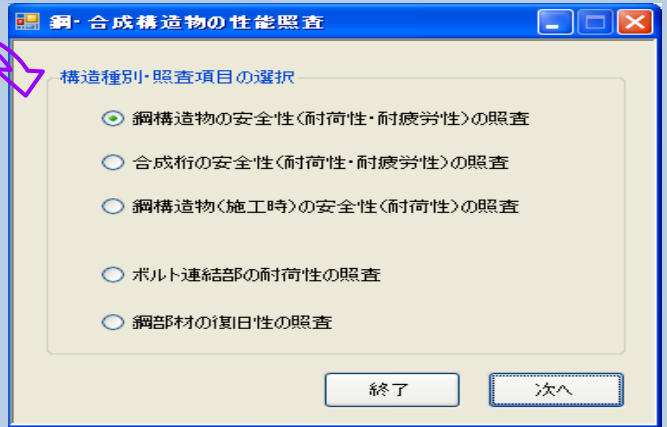 鋼・合成構造物の性能照査
構造種別・照査項目の選択
鋼構造物の安全性(耐荷性・耐疲労性)の照査
合成桁の安全性(耐荷性・耐疲労性)の照査
鋼構造物(施工時)の安全性(耐荷性)の照査
ボルト連結部の耐荷性の照査
鋼部材の復旧性の照査
終了
次へ